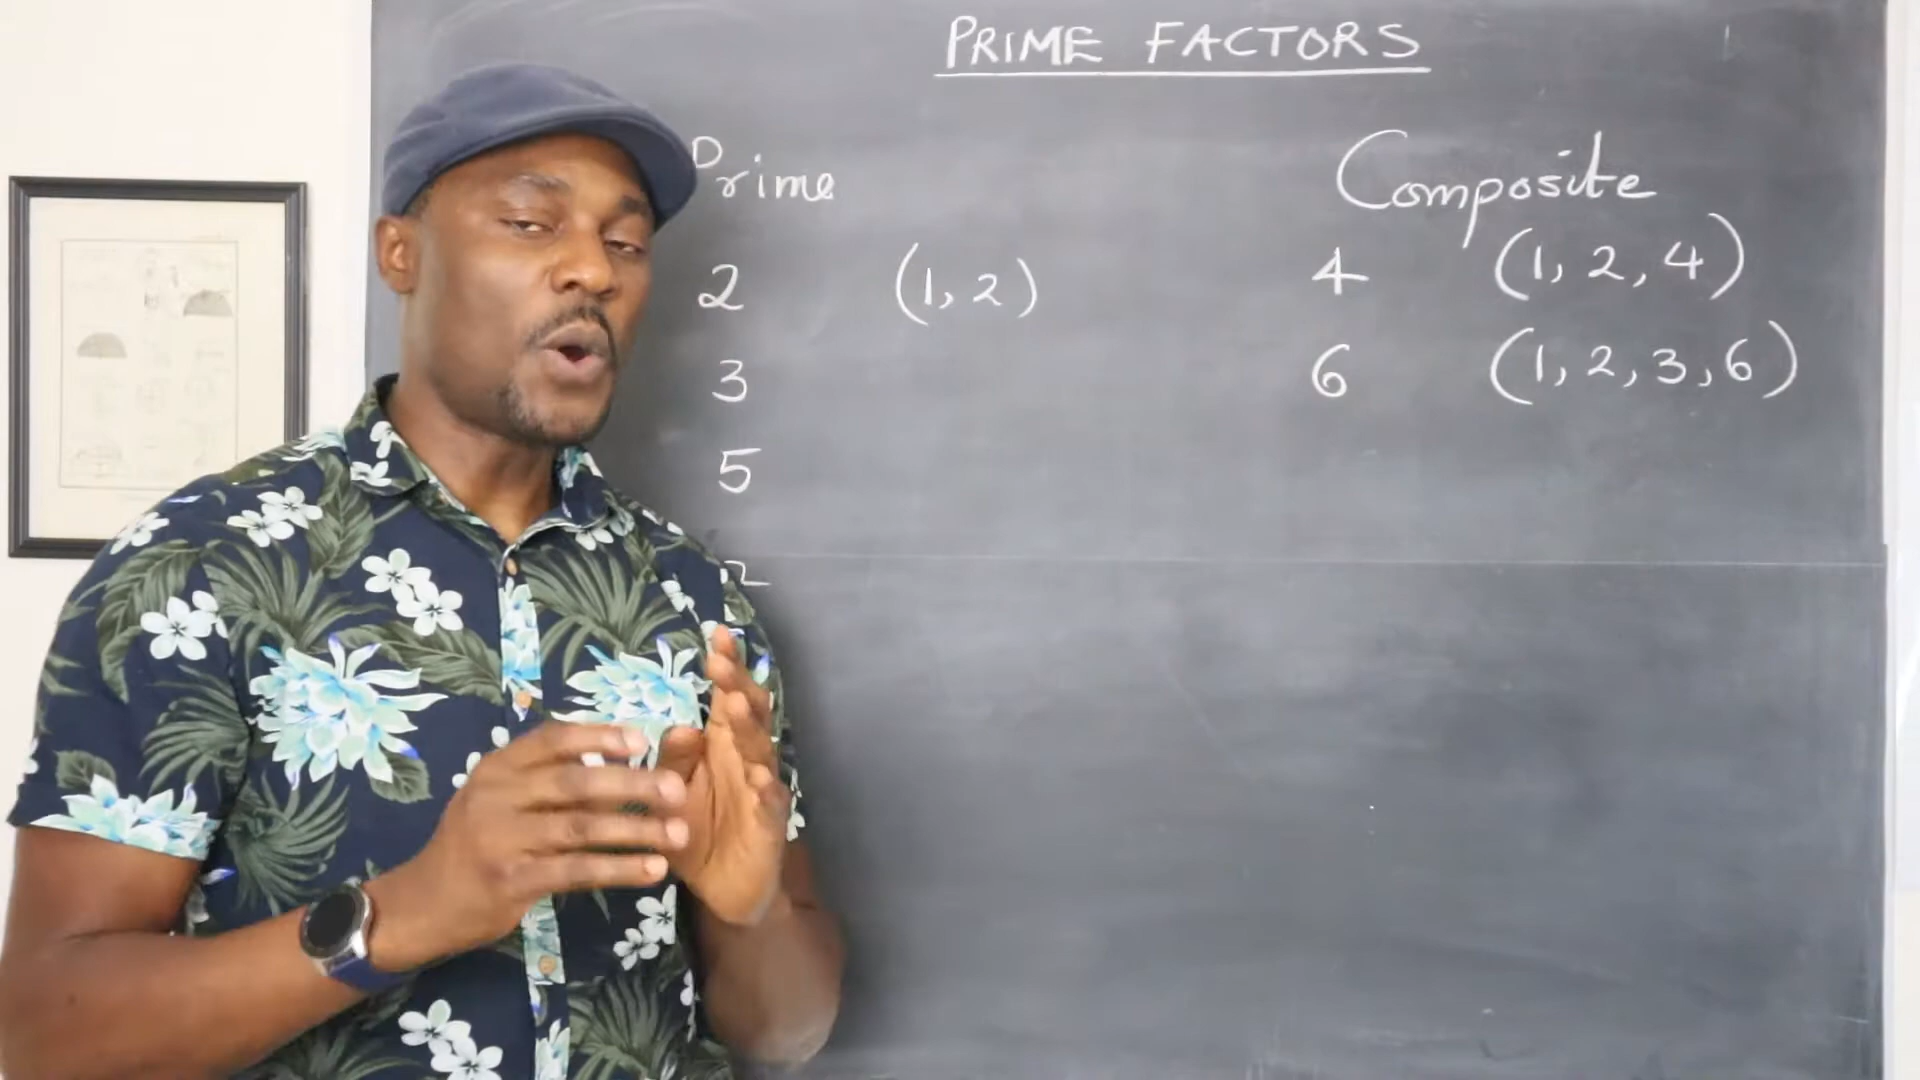 PRIME FACTORS
Prime Composite
2 (1, 2) 4 (1, 2, 4)
3 6 (1, 2, 3, 6)
5